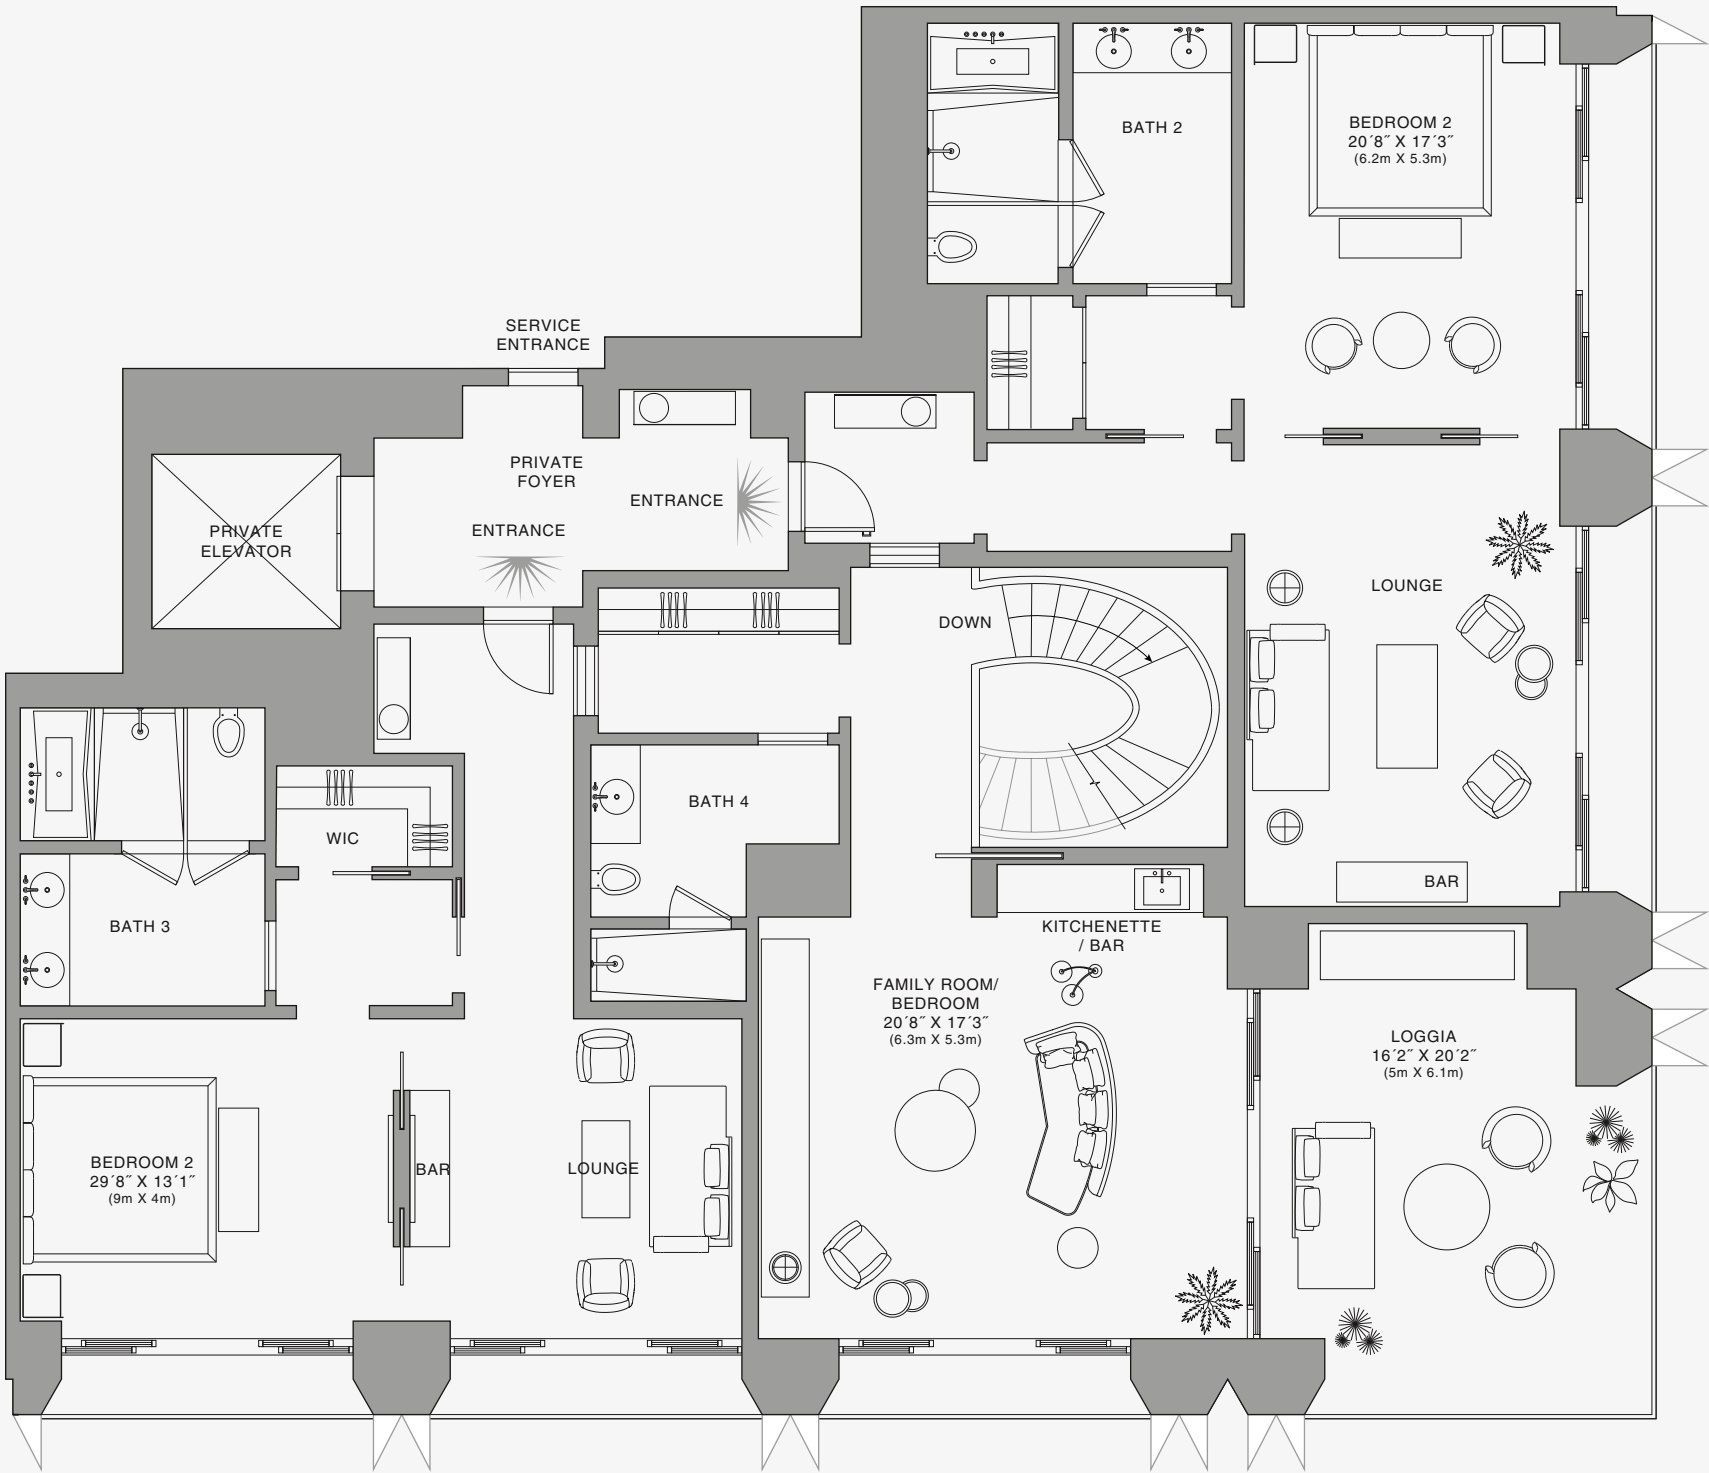 BATH 2
BEDROOM 2
20´8˝ X 17´3˝
(6.2m X 5.3m)
SERVICE
ENTRANCE
PRIVATE
FOYER
ENTRANCE
ENTRANCE
PRIVATE
ELEVATOR
LOUNGE
DOWN
BATH 4
WIC
BAR
BATH 3
KITCHENETTE
/ BAR
FAMILY ROOM/
BEDROOM
20´8˝ X 17´3˝
(6.3m X 5.3m)
LOGGIA
16´2˝ X 20´2˝
(5m X 6.1m)
BEDROOM 2
29´8˝ X 13´1˝
(9m X 4m)
BAR
LOUNGE